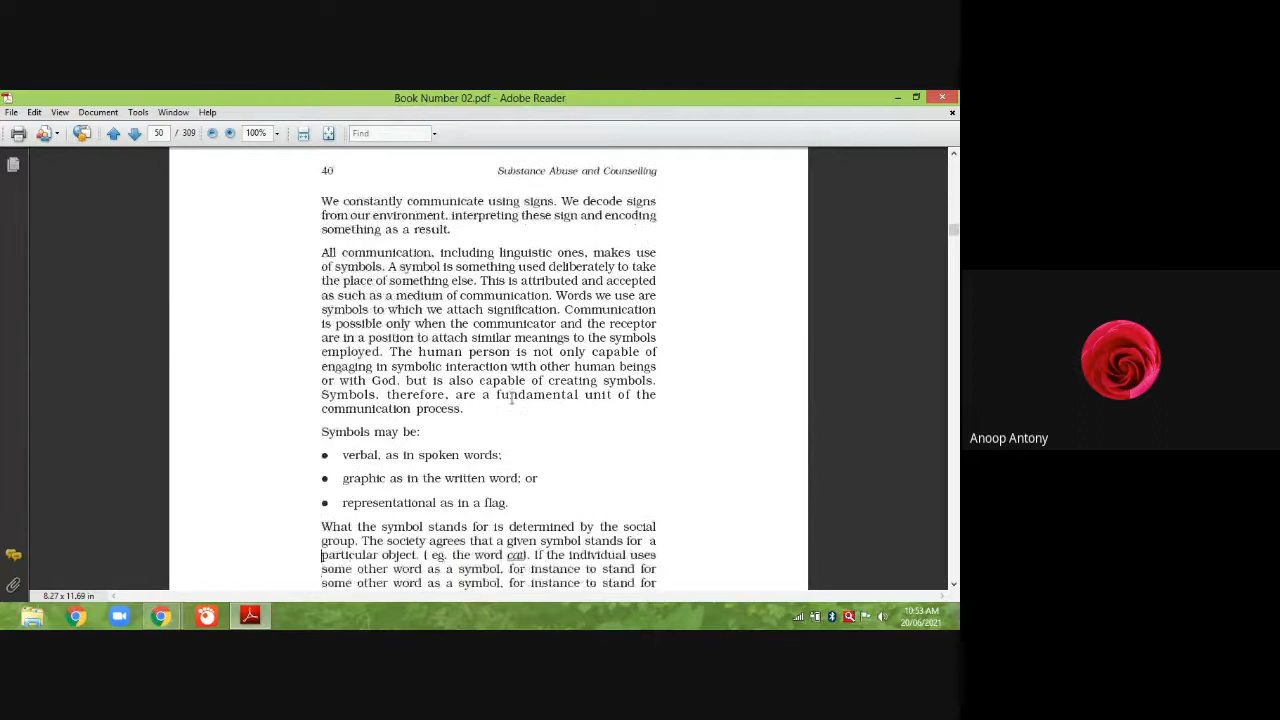 Book Number 02.pdf - Adobe Reader
File Edit View Document Tools Window Help
50 / 309 100% Find
40 Substance Abuse and Counselling
We constantly communicate using signs. We decode signs
from our environment, interpreting these sign and encoding
something as a result.
All communication, including linguistic ones, makes use
of symbols. A symbol is something used deliberately to take
the place of something else. This is attributed and accepted
as such as a medium of communication. Words we use are
symbols to which we attach signification. Communication
is possible only when the communicator and the receptor
are in a position to attach similar meanings to the symbols
employed. The human person is not only capable of
engaging in symbolic interaction with other human beings
or with God, but is also capable of creating symbols.
Symbols, therefore, are a fundamental unit of the
communication process.
Symbols may be:
• verbal, as in spoken words;
• graphic as in the written word; or
• representational as in a flag.
What the symbol stands for is determined by the social
group. The society agrees that a given symbol stands for a
particular object. ( eg. the word cat). If the individual uses
some other word as a symbol, for instance to stand for
some other word as a symbol, for instance to stand for
8.27 x 11.69 in
10:53 AM
20/06/2021
Anoop Antony